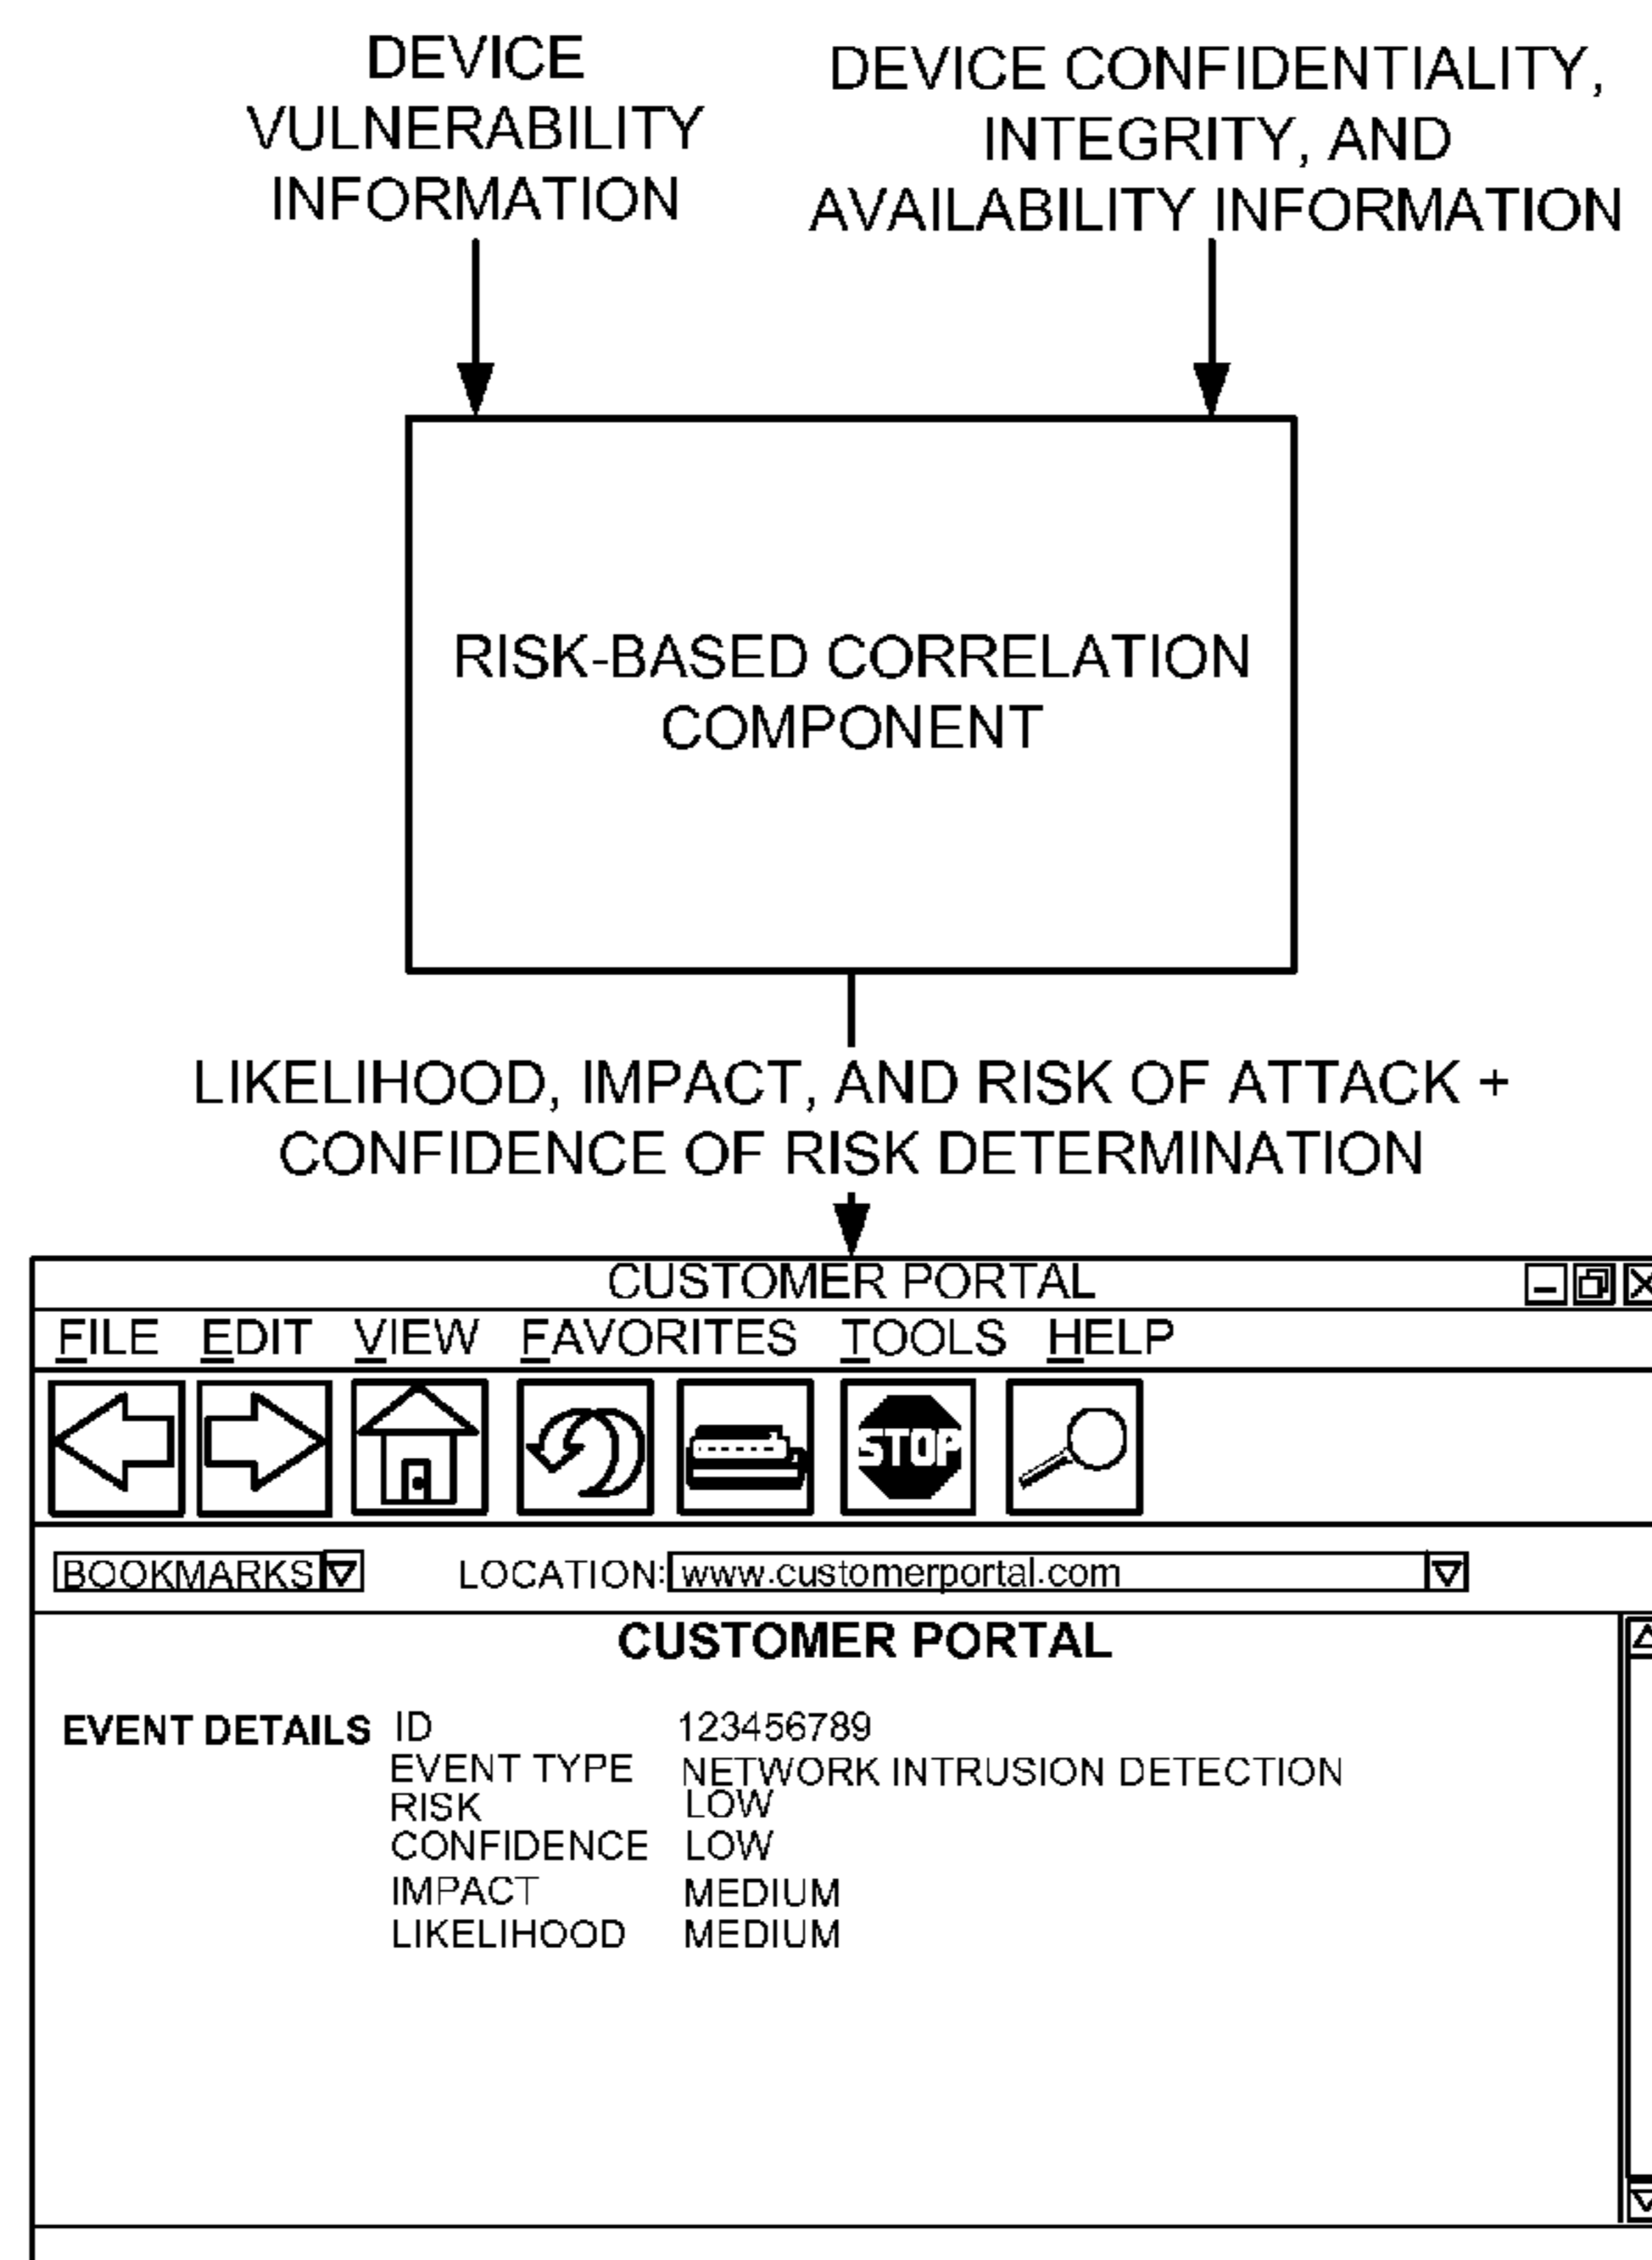 DEVICE
VULNERABILITY
INFORMATION
DEVICE CONFIDENTIALITY,
INTEGRITY, AND
AVAILABILITY INFORMATION
RISK-BASED CORRELATION
COMPONENT
LIKELIHOOD, IMPACT, AND RISK OF ATTACK +
CONFIDENCE OF RISK DETERMINATION
CUSTOMER PORTAL
FILE EDIT VIEW FAVORITES TOOLS HELP
STOP
BOOKMARKS LOCATION: www.customerportal.com
CUSTOMER PORTAL
EVENT DETAILS ID 123456789
EVENT TYPE NETWORK INTRUSION DETECTION
RISK LOW
CONFIDENCE LOW
IMPACT MEDIUM
LIKELIHOOD MEDIUM